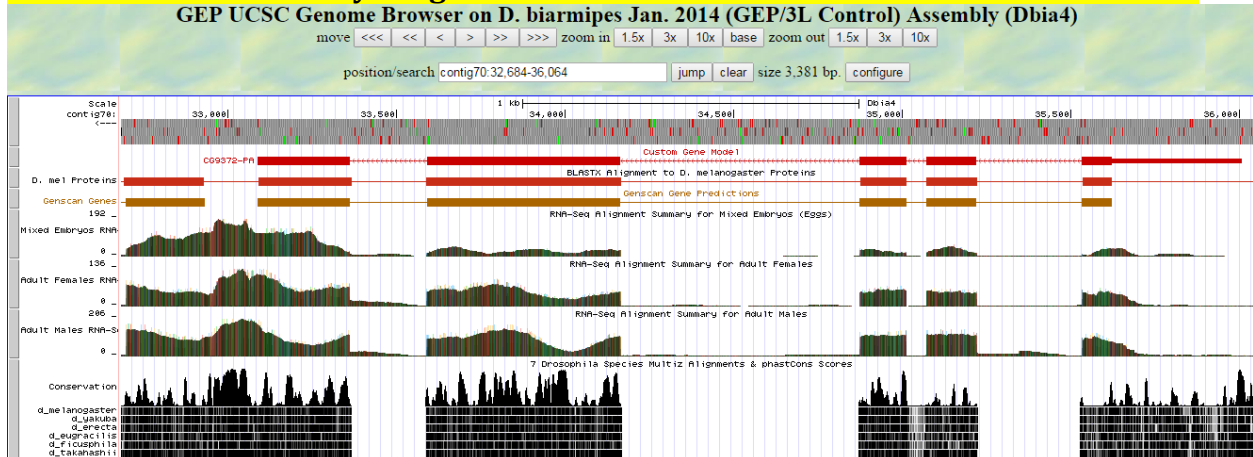 GEP UCSC Genome Browser on D. biarmipes Jan. 2014 (GEP/3L Control) Assembly (Dbia4)
move <<< << < > >> >>> zoom in 1.5x 3x 10x base zoom out 1.5x 3x 10x
position/search contig70:32,684-36,064 jump clear size 3,381 bp. configure
Scale 1 kb Dbia4
contig70: 33,000 33,500 34,000 34,500 35,000 35,500 36,000
<---
Custom Gene Model
CG9372-PA
BLASTX Alignment to D. melanogaster Proteins
D. mel Proteins
Genscan Gene Predictions
Genscan Genes
RNA-Seq Alignment Summary for Mixed Embryos (Eggs)
192 _
Mixed Embryos RNA
0 _
RNA-Seq Alignment Summary for Adult Females
136 _
Adult Females RNA
0 _
RNA-Seq Alignment Summary for Adult Males
206 _
Adult Males RNA-S
0 _
7 Drosophila Species Multiz Alignments & phastCons Scores
Conservation
d_melanogaster
d_yakuba
d_erecta
d_eugracilis
d_ficusphila
d_takahashii